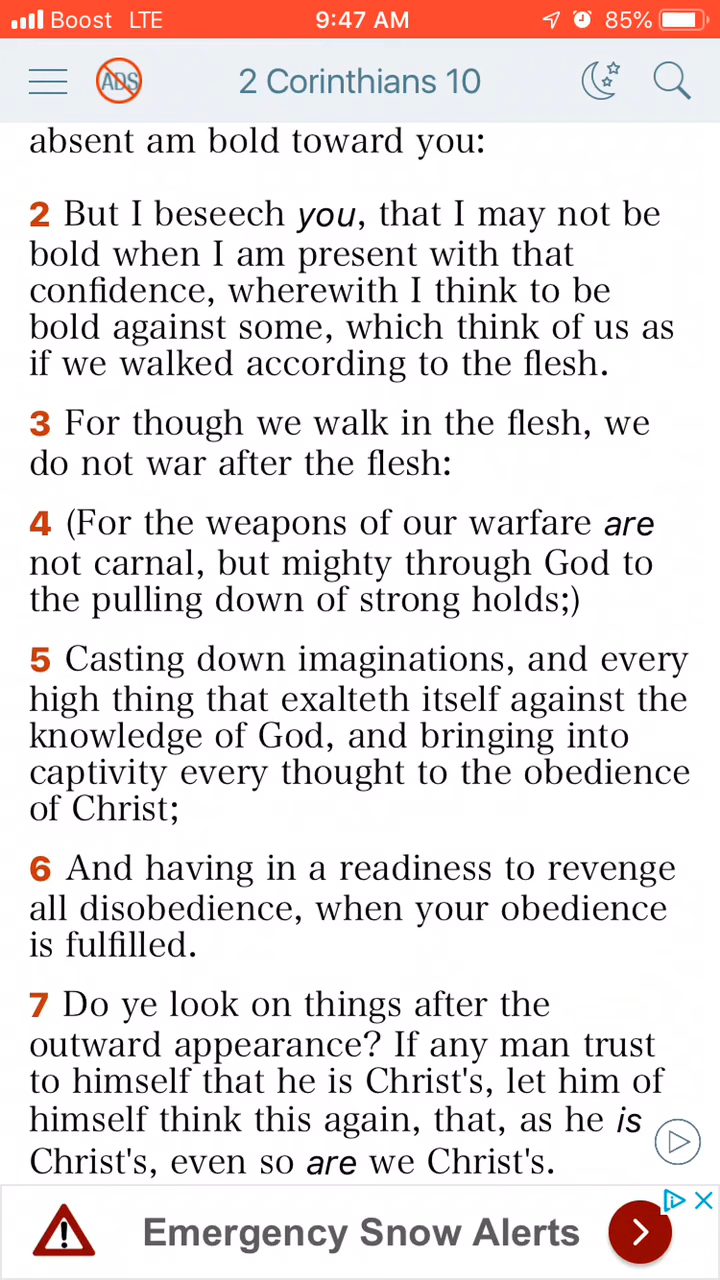 Boost LTE 9:47 AM 85%
ADS 2 Corinthians 10
absent am bold toward you:
2 But I beseech you, that I may not be
bold when I am present with that
confidence, wherewith I think to be
bold against some, which think of us as
if we walked according to the flesh.
3 For though we walk in the flesh, we
do not war after the flesh:
4 (For the weapons of our warfare are
not carnal, but mighty through God to
the pulling down of strong holds;)
5 Casting down imaginations, and every
high thing that exalteth itself against the
knowledge of God, and bringing into
captivity every thought to the obedience
of Christ;
6 And having in a readiness to revenge
all disobedience, when your obedience
is fulfilled.
7 Do ye look on things after the
outward appearance? If any man trust
to himself that he is Christ's, let him of
himself think this again, that, as he is
Christ's, even so are we Christ's.
Emergency Snow Alerts